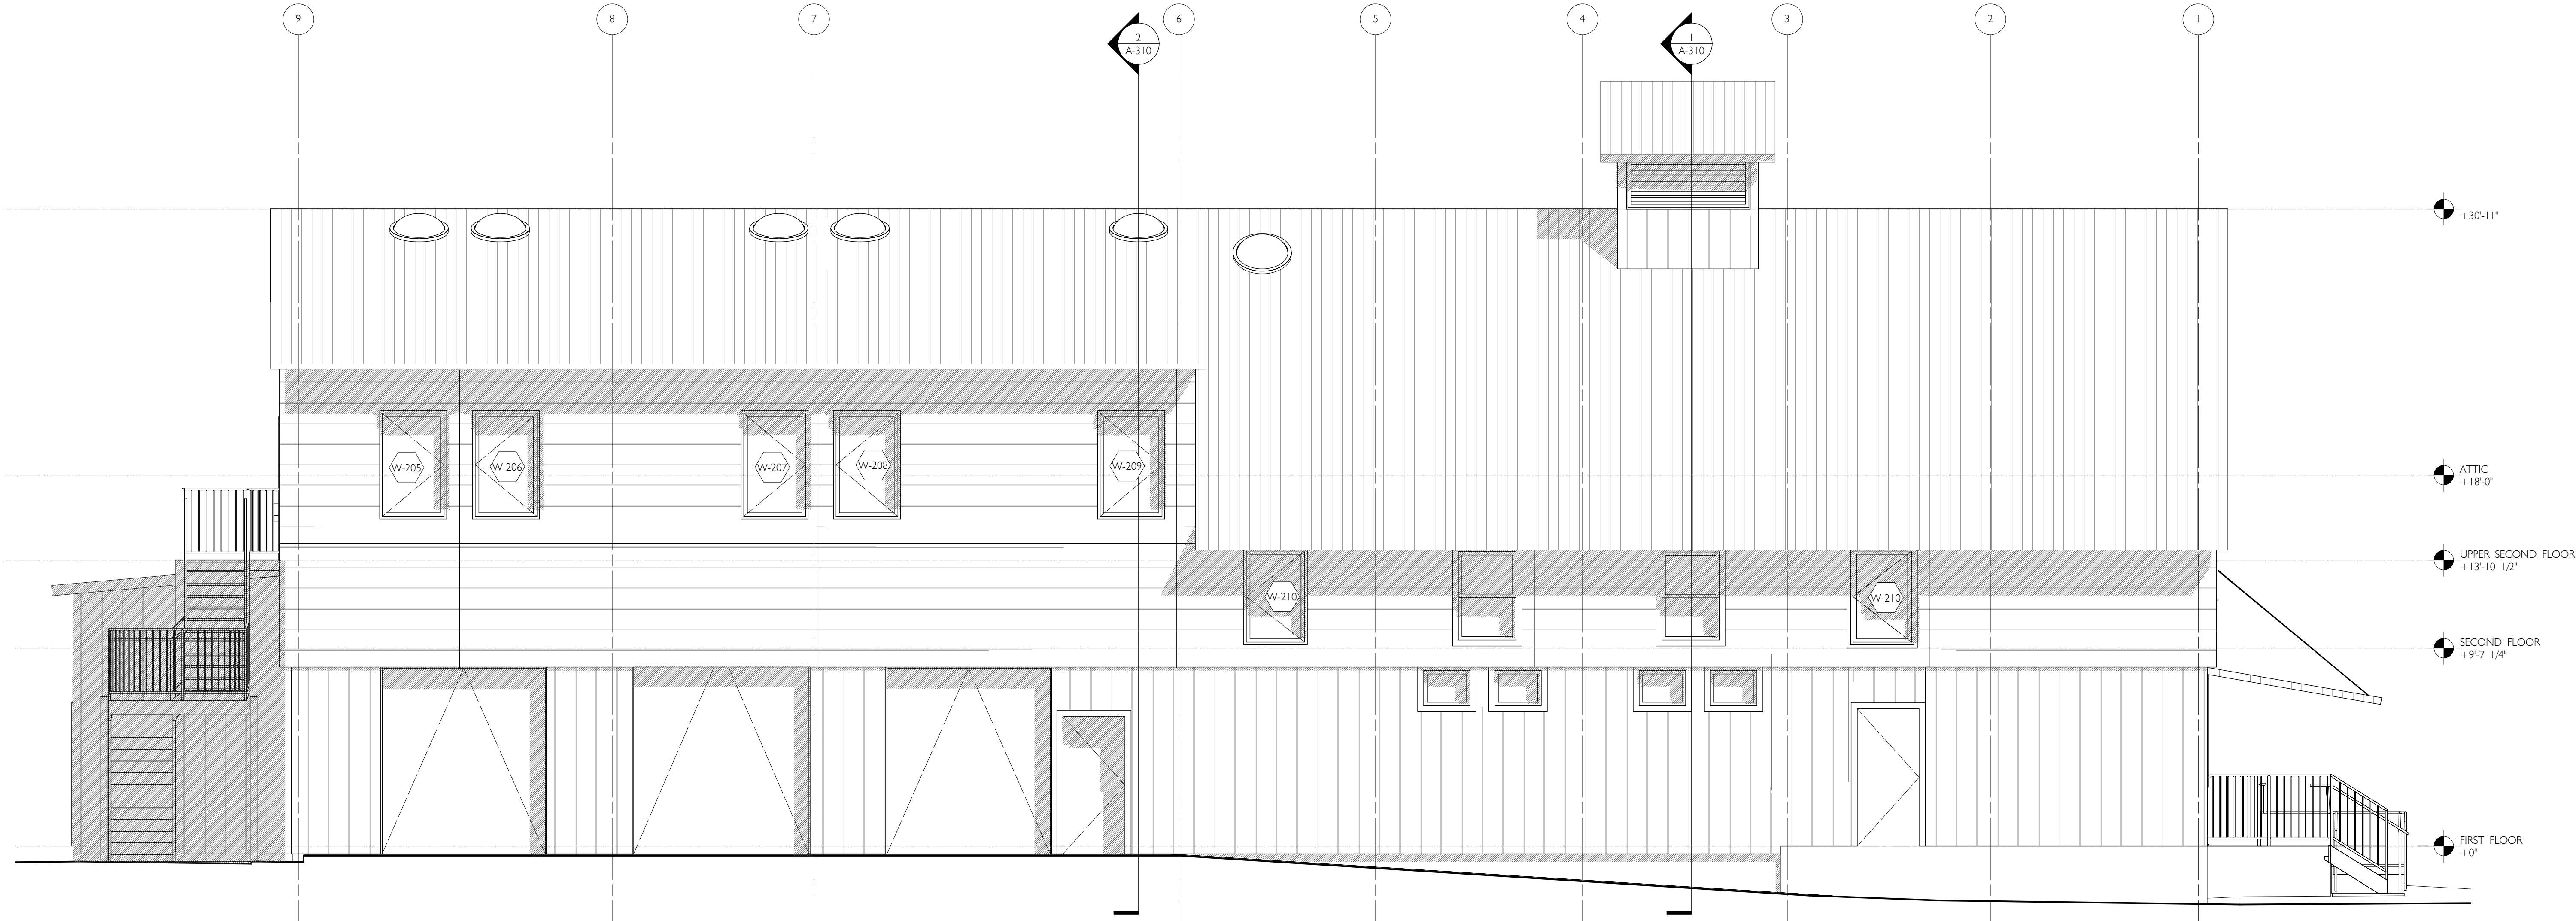 9
8
7
2
A-310
6
5
4
1
A-310
3
2
1
+30'-11"
W-205
W-206
W-207
W-208
W-209
ATTIC
+18'-0"
UPPER SECOND FLOOR
+13'-10 1/2"
W-210
W-210
SECOND FLOOR
+9'-7 1/4"
FIRST FLOOR
+0"